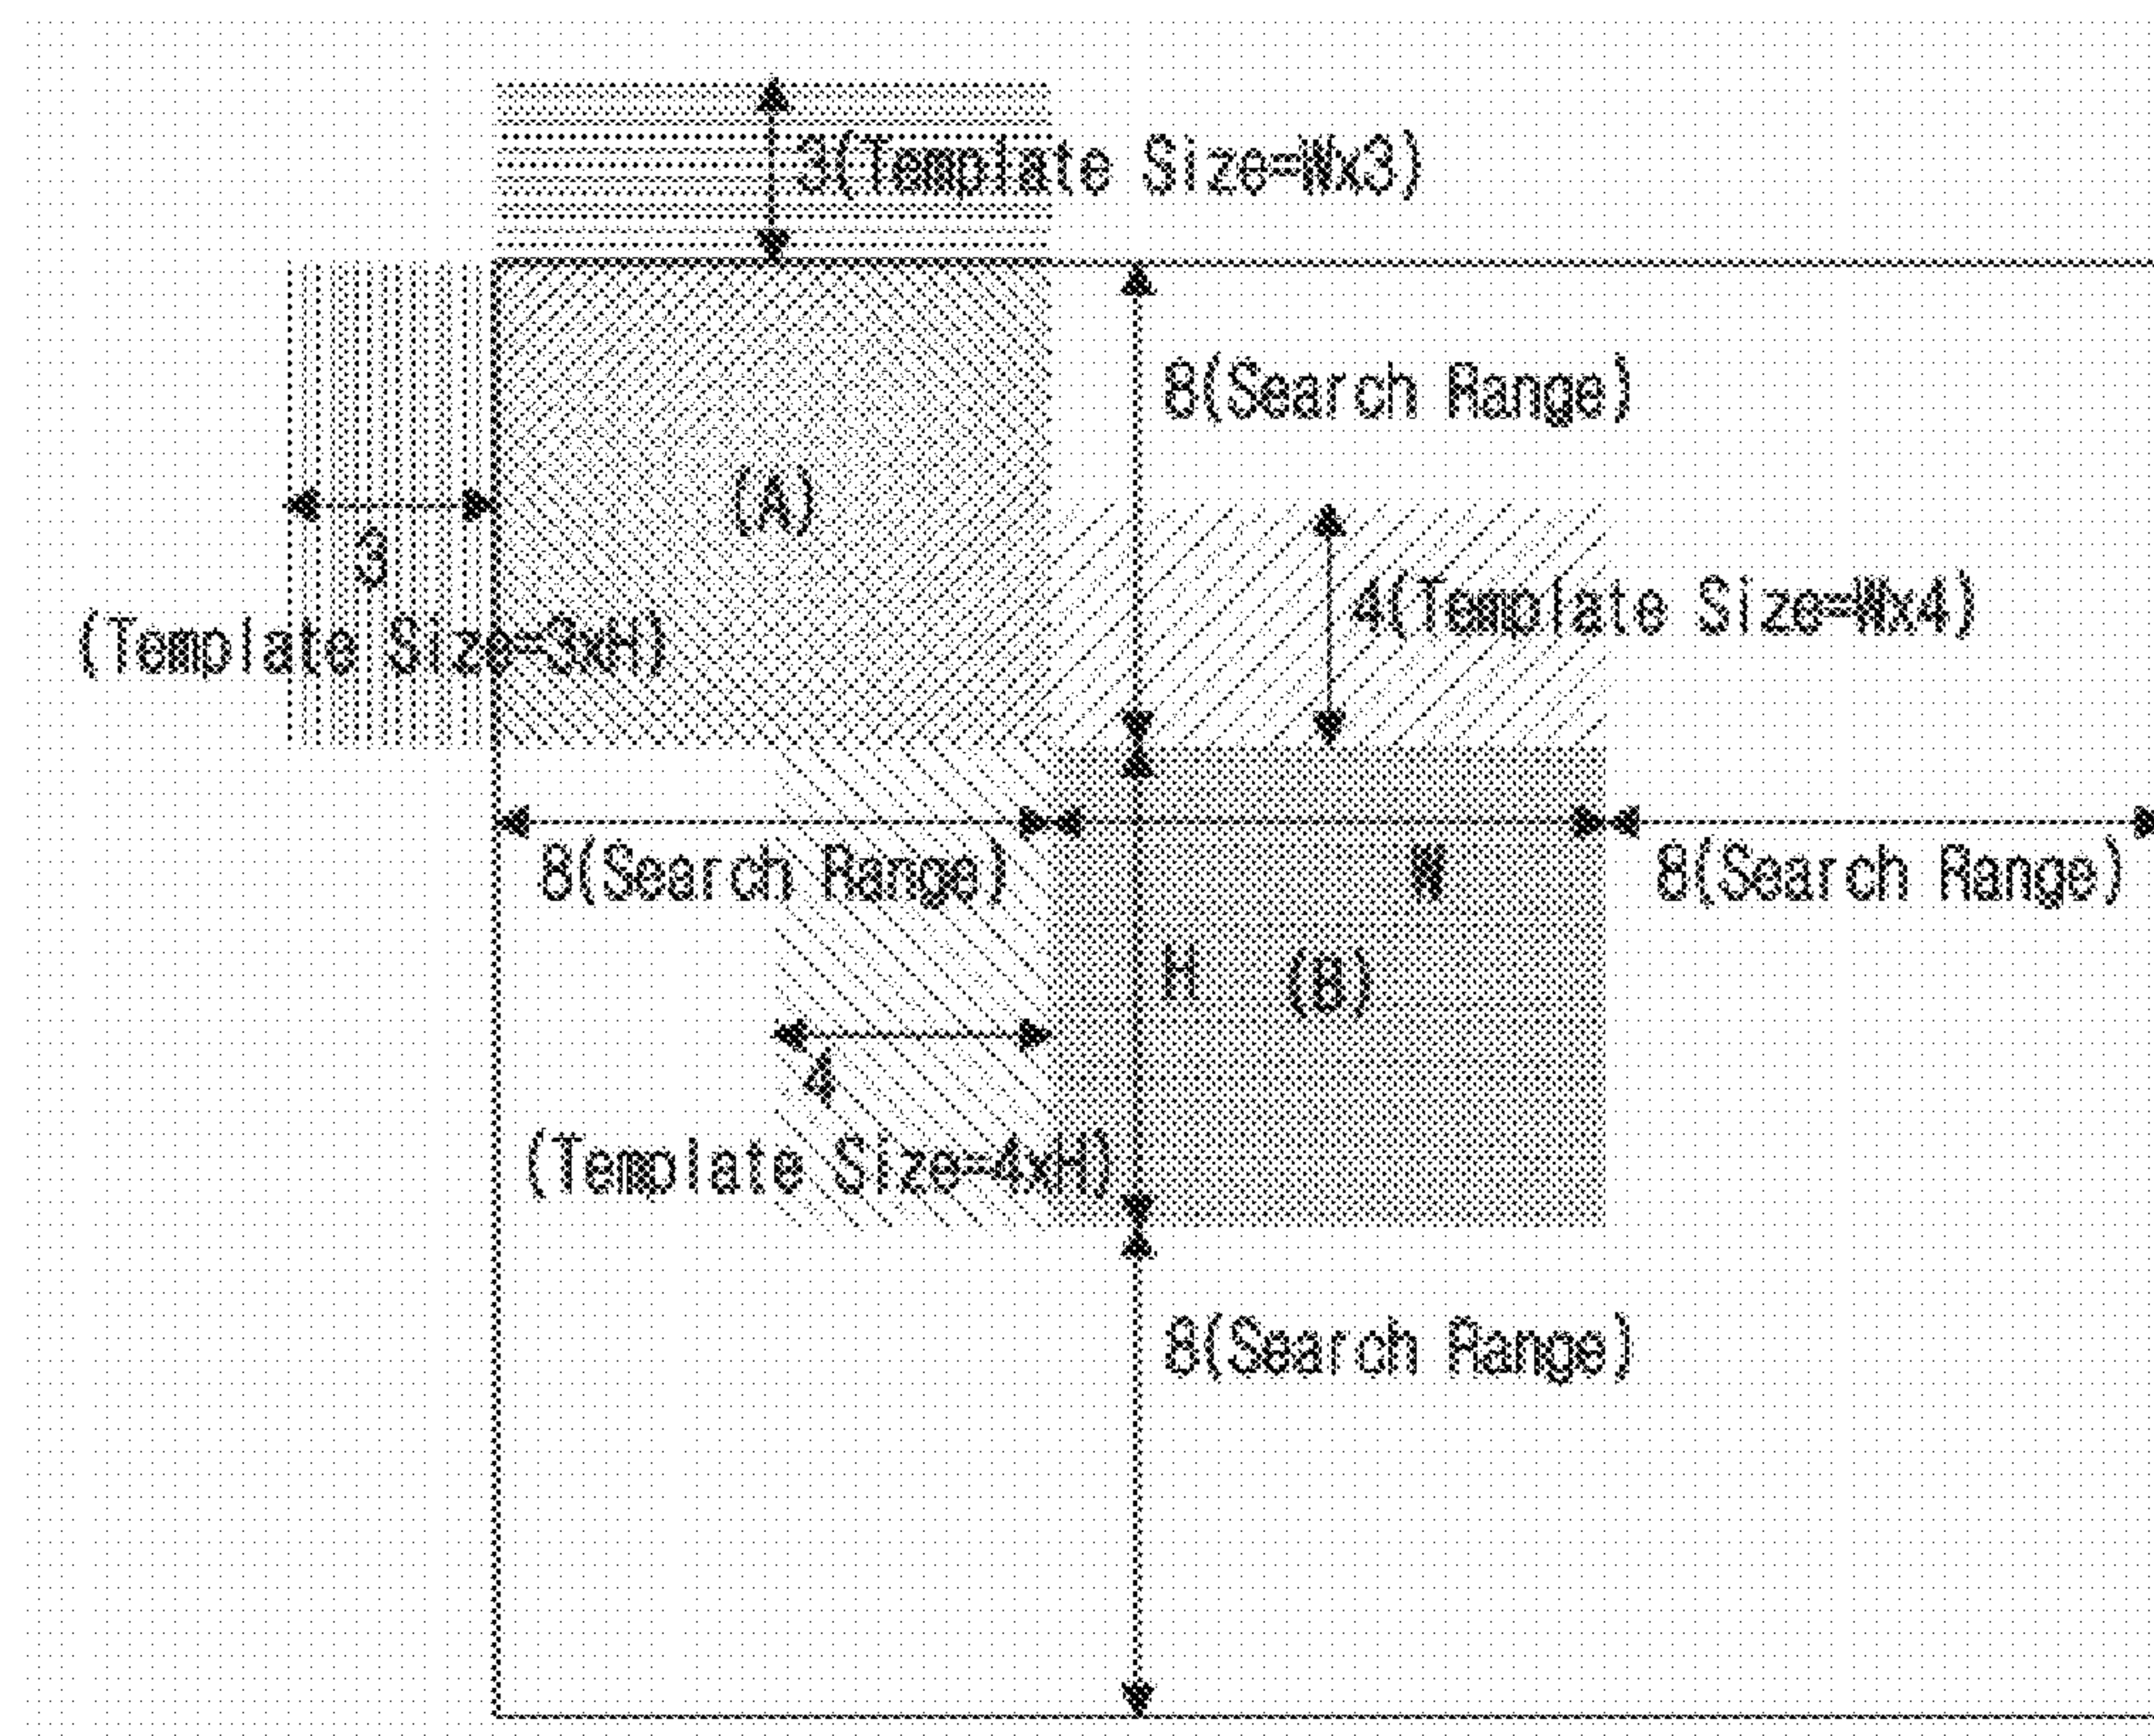 3(Template Size=Wx3)
8(Search Range)
(A)
3
4(Template Size=Wx4)
(Template Size=3xH)
8(Search Range)
W
8(Search Range)
H
(B)
4
(Template Size=4xH)
8(Search Range)